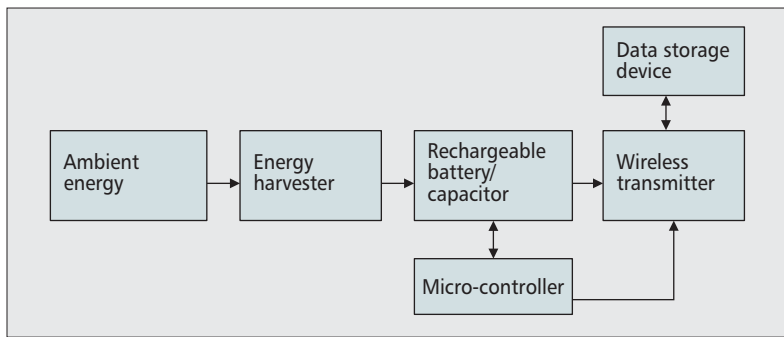 Data storage
device
Ambient
energy
Energy
harvester
Rechargeable
battery/
capacitor
Wireless
transmitter
Micro-controller